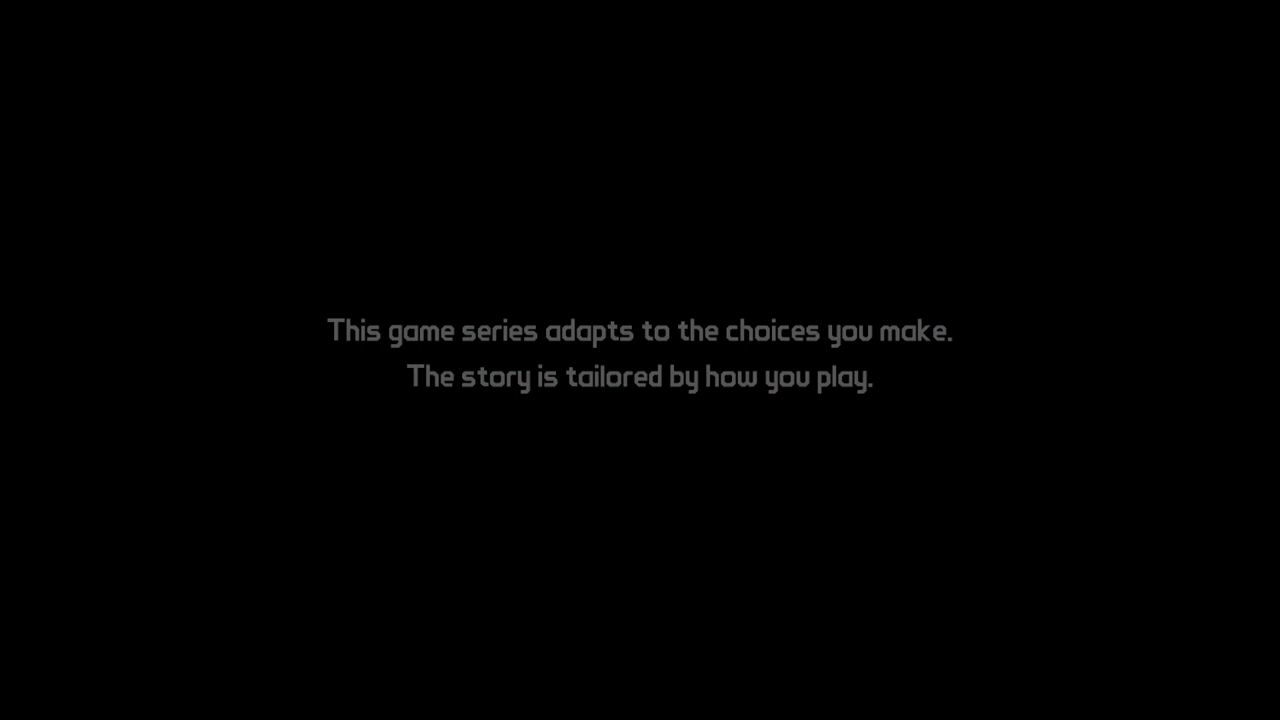 This game series adapts to the choices you make.
The story is tailored by how you play.